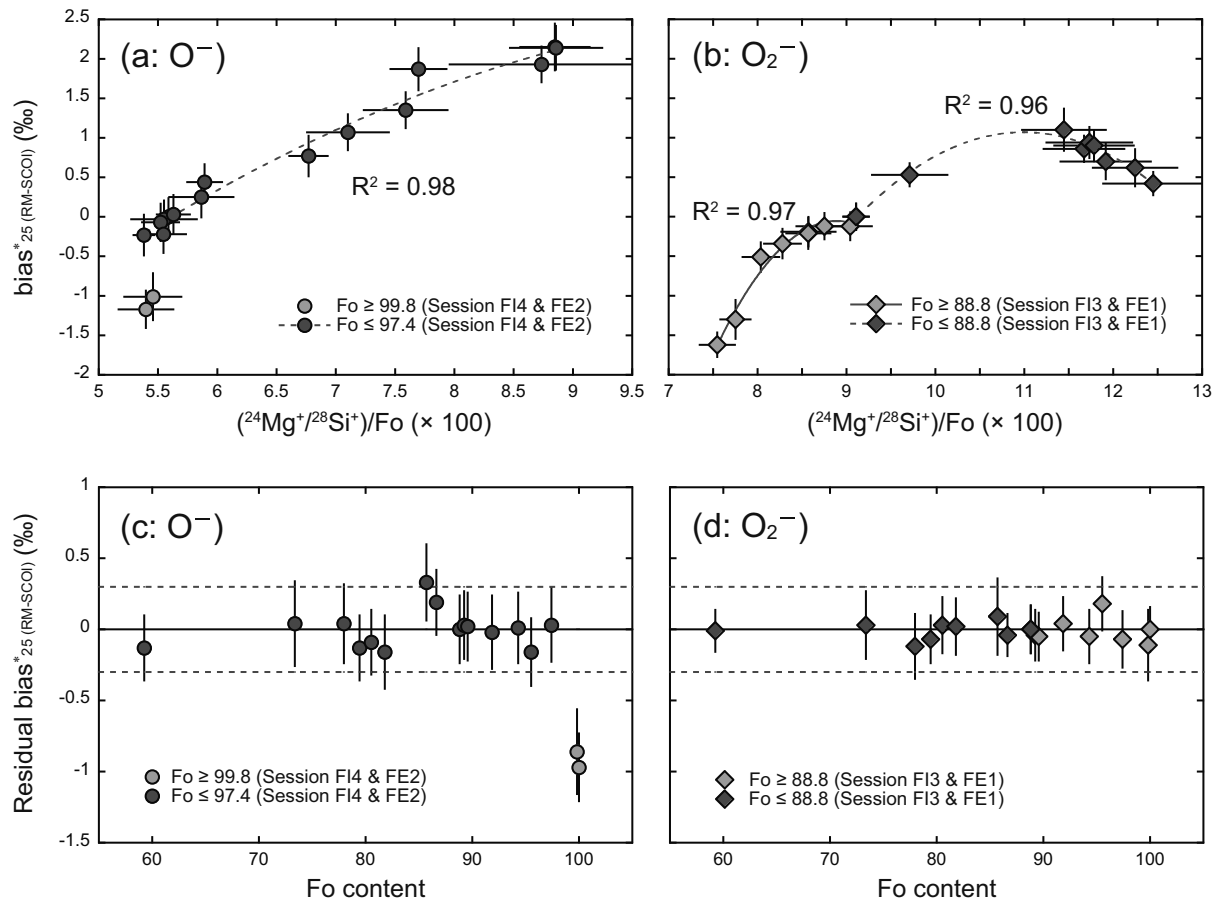 (a: O⁻)
R² = 0.98
Fo ≥ 99.8 (Session FI4 & FE2)
Fo ≤ 97.4 (Session FI4 & FE2)
bias*25 (RM-SCOI) (‰)
2.5
2
1.5
1
0.5
0
-0.5
-1
-1.5
-2
5
5.5
6
6.5
7
7.5
8
8.5
9
9.5
(²⁴Mg⁺/²⁸Si⁺)/Fo (× 100)
(b: O₂⁻)
R² = 0.96
R² = 0.97
Fo ≥ 88.8 (Session FI3 & FE1)
Fo ≤ 88.8 (Session FI3 & FE1)
7
8
9
10
11
12
13
(²⁴Mg⁺/²⁸Si⁺)/Fo (× 100)
(c: O⁻)
Fo ≥ 99.8 (Session FI4 & FE2)
Fo ≤ 97.4 (Session FI4 & FE2)
Residual bias*25 (RM-SCOI) (‰)
1
0.5
0
-0.5
-1
-1.5
60
70
80
90
100
Fo content
(d: O₂⁻)
Fo ≥ 88.8 (Session FI3 & FE1)
Fo ≤ 88.8 (Session FI3 & FE1)
60
70
80
90
100
Fo content